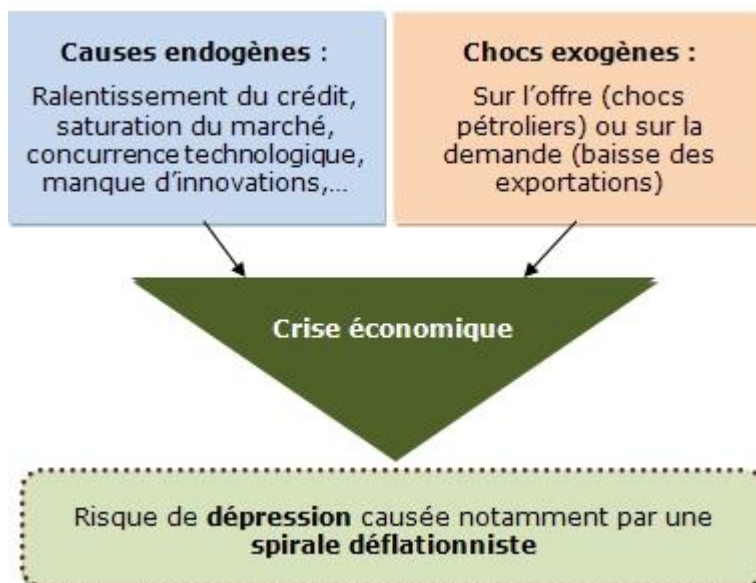 Causes endogènes :
Ralentissement du crédit,
saturation du marché,
concurrence technologique,
manque d’innovations,…
Chocs exogènes :
Sur l’offre (chocs
pétroliers) ou sur la
demande (baisse des
exportations)
Crise économique
Risque de dépression causée notamment par une
spirale déflationniste